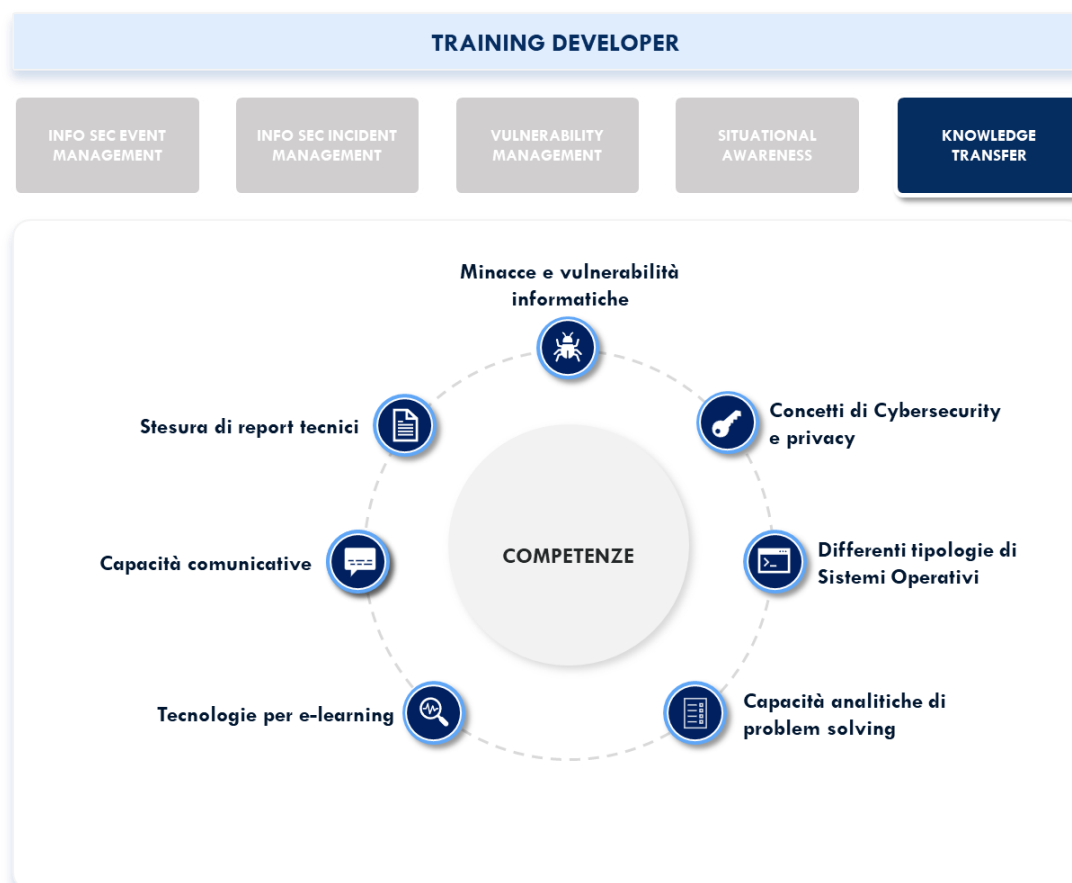 TRAINING DEVELOPER
INFO SEC EVENT
MANAGEMENT
INFO SEC INCIDENT
MANAGEMENT
VULNERABILITY
MANAGEMENT
SITUATIONAL
AWARENESS
KNOWLEDGE
TRANSFER
Minacce e vulnerabilità
informatiche
Concetti di Cybersecurity
e privacy
Stesura di report tecnici
COMPETENZE
Differenti tipologie di
Sistemi Operativi
Capacità comunicative
Capacità analitiche di
problem solving
Tecnologie per e-learning